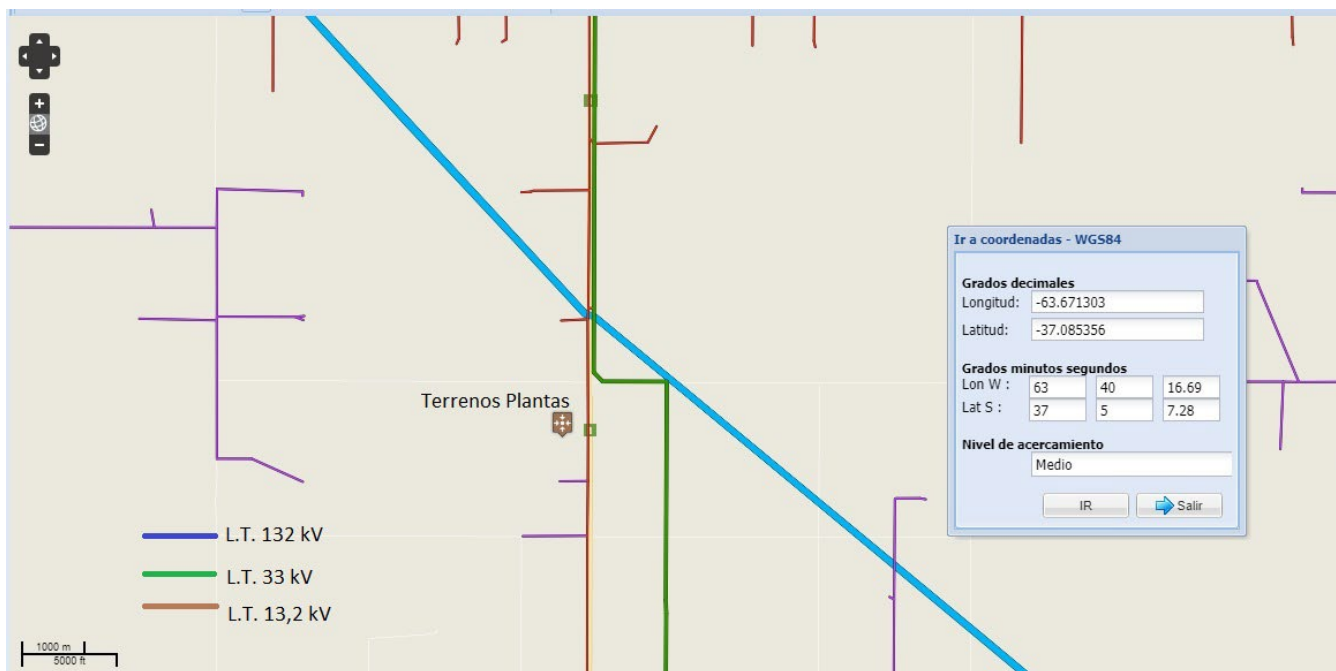 Ir a coordenadas - WGS84
Grados decimales
Longitud: -63.671303
Latitud: -37.085356
Grados minutos segundos
Lon W : 63 40 16.69
Lat S : 37 5 7.28
Nivel de acercamiento
Medio
IR Salir
Terrenos Plantas
L.T. 132 kV
L.T. 33 kV
L.T. 13,2 kV
1000 m
5000 ft